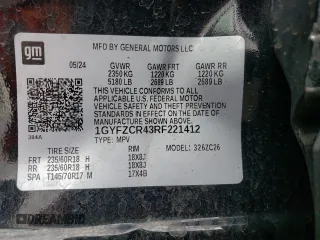 gm
MFD BY GENERAL MOTORS LLC
05/24 GVWR GAWR FRT GAWR RR
2350 KG 1220 KG 1220 KG
5180 LB 2689 LB 2689 LB
THIS VEHICLE CONFORMS TO ALL APPLICABLE U.S.
FEDERAL MOTOR VEHICLE SAFETY, BUMPER, AND
THEFT PREVENTION STANDARDS IN EFFECT ON THE DATE
OF MANUFACTURE SHOWN ABOVE.
1GYFZCR43RF221412
TYPE: MPV
TIRE SIZE RIM MODEL: 326ZC26
FRT 235/60R18 H 18X8J
RR 235/60R18 H 18X8J
SPA T145/70R17 M 17X4B